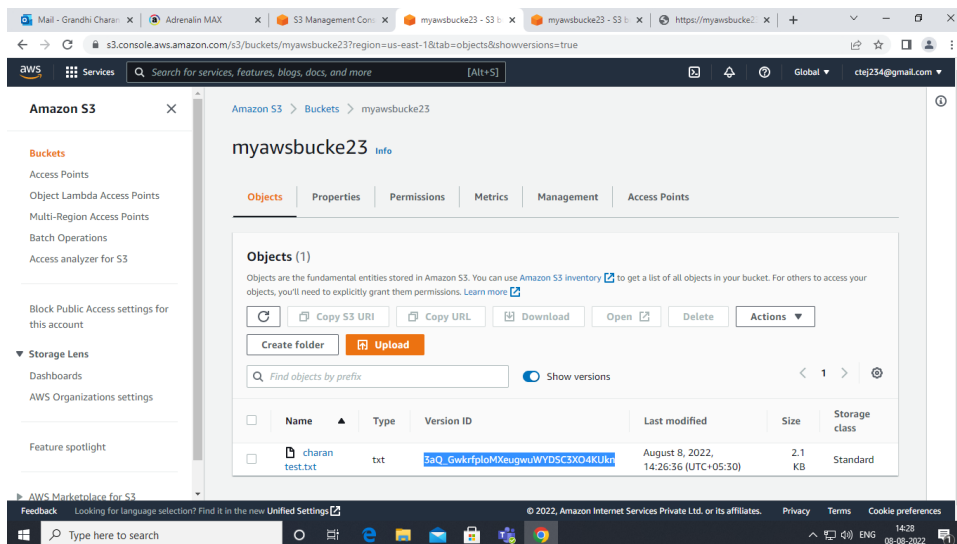 Mail - Grandhi Charan
Adrenalin MAX
S3 Management Cons
myawsbucke23 - S3 b
myawsbucke23 - S3 b
https://myawsbucke2
s3.console.aws.amazon.com/s3/buckets/myawsbucke23?region=us-east-1&tab=objects&showversions=true
aws
Services
Search for services, features, blogs, docs, and more
[Alt+S]
Global
ctej234@gmail.com
Amazon S3
Buckets
Access Points
Object Lambda Access Points
Multi-Region Access Points
Batch Operations
Access analyzer for S3
Block Public Access settings for
this account
Storage Lens
Dashboards
AWS Organizations settings
Feature spotlight
AWS Marketplace for S3
Amazon S3 > Buckets > myawsbucke23
myawsbucke23 Info
Objects Properties Permissions Metrics Management Access Points
Objects (1)
Objects are the fundamental entities stored in Amazon S3. You can use Amazon S3 inventory to get a list of all objects in your bucket. For others to access your
objects, you'll need to explicitly grant them permissions. Learn more
Copy S3 URI Copy URL Download Open Delete Actions
Create folder Upload
Find objects by prefix Show versions 1
Name Type Version ID Last modified Size Storage
class
charan
test.txt
txt
3aQ_GwkrfploMXeugwuWYDSC3XO4KUkn
August 8, 2022,
14:26:36 (UTC+05:30)
2.1
KB
Standard
Feedback Looking for language selection? Find it in the new Unified Settings © 2022, Amazon Internet Services Private Ltd. or its affiliates. Privacy Terms Cookie preferences
Type here to search
ENG
14:28
08-08-2022